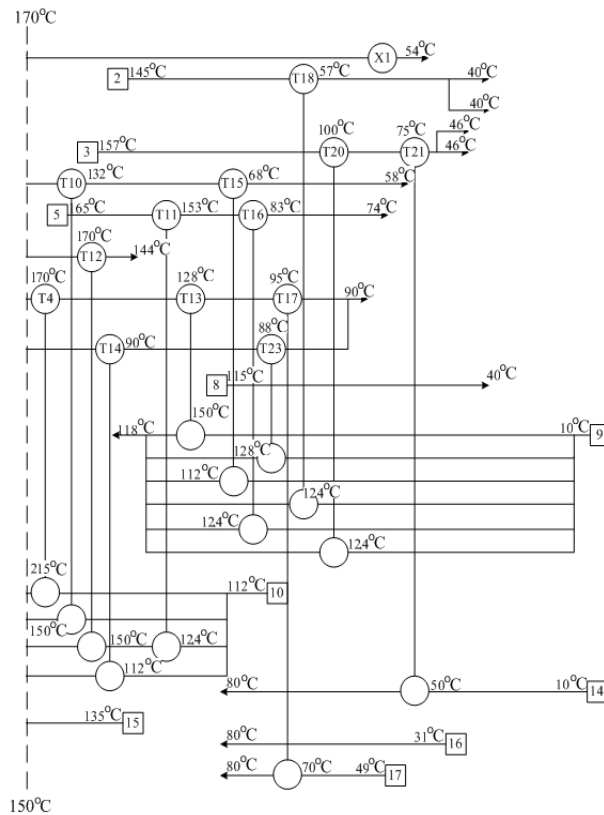 170°C
X1 54°C
2 145°C T18 57°C 40°C
40°C
100°C 75°C 46°C
3 157°C T20 T21 46°C
T10 132°C T15 68°C 58°C
5 165°C T11 153°C T16 83°C 74°C
170°C
T12 144°C
170°C 128°C 95°C 90°C
T4 T13 T17
88°C
T14 90°C T23
8 115°C 40°C
150°C
118°C 10°C 9
128°C
112°C
124°C
124°C
124°C
215°C
112°C 10
150°C
150°C 124°C
112°C
80°C 50°C 10°C 14
135°C 15
80°C 31°C 16
80°C 70°C 49°C 17
150°C